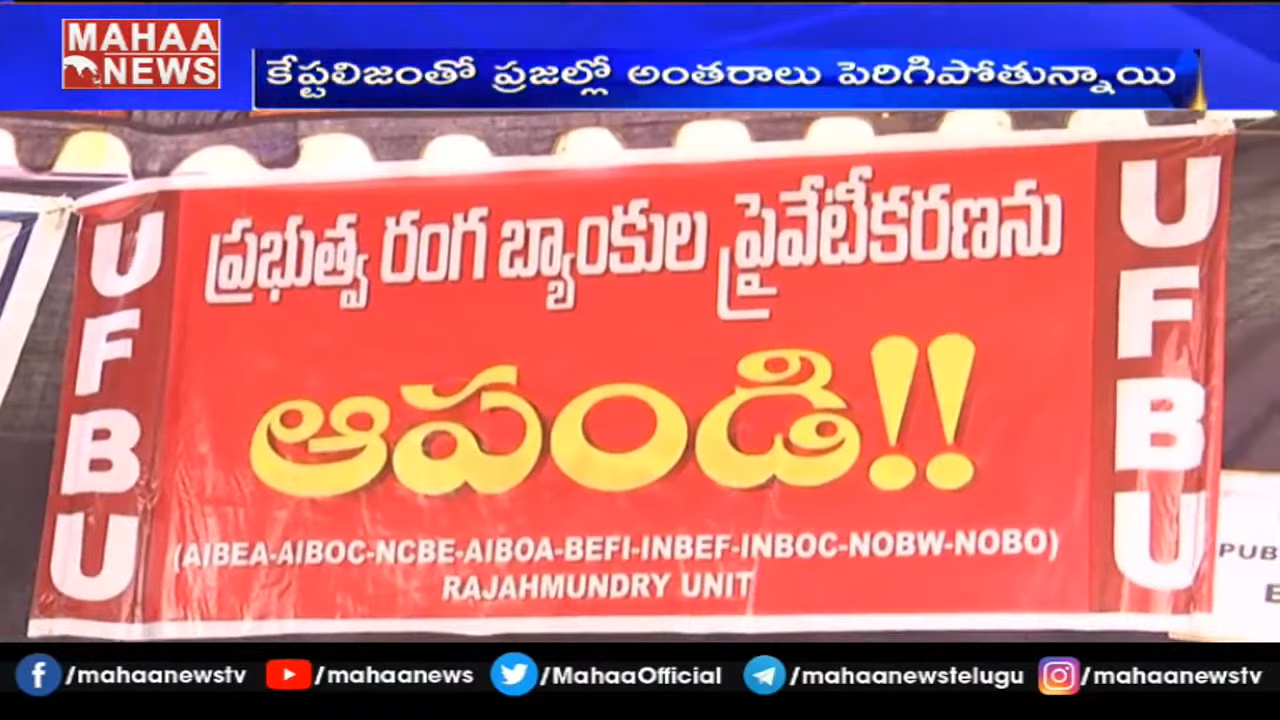 MAHAA
NEWS
కేప్టలిజంతో ప్రజల్లో అంతరాలు పెరిగిపోతున్నాయి
UFBU
ప్రభుత్వ రంగ బ్యాంకుల ప్రైవేటీకరణను
ఆపండి!!
(AIBEA-AIBOC-NCBE-AIBOA-BEFI-INBEF-INBOC-NOBW-NOBO)
RAJAHMUNDRY UNIT
UFBU
PUB
E
/mahaanewstv /mahaanews /MahaaOfficial /mahaanewstelugu /mahaanewstv